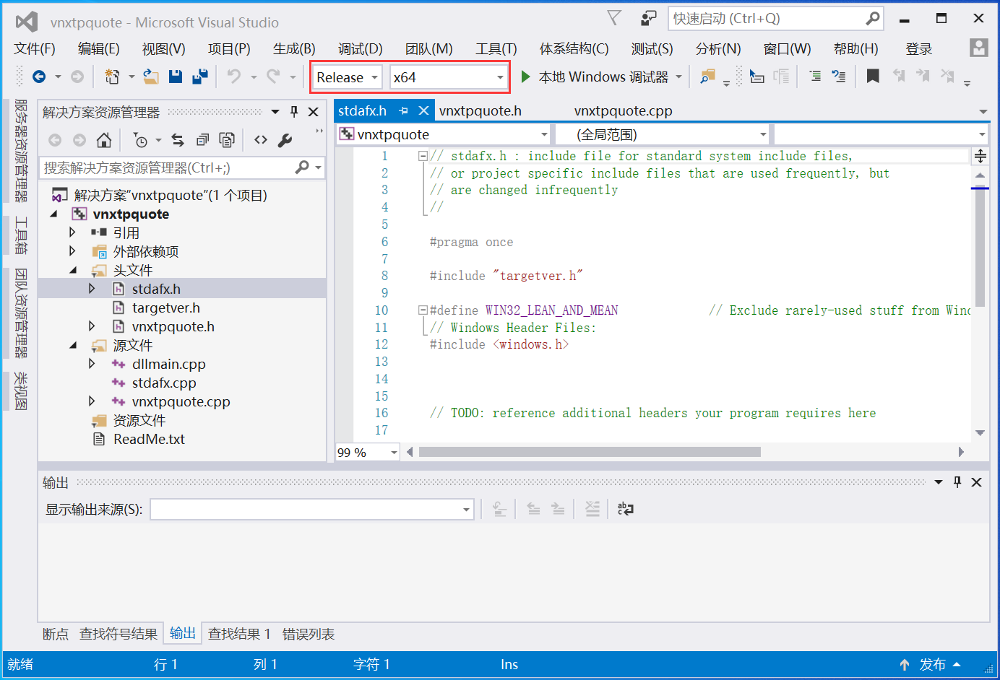 vnxtpquote - Microsoft Visual Studio
快速启动 (Ctrl+Q)
文件(F) 编辑(E) 视图(V) 项目(P) 生成(B) 调试(D) 团队(M) 工具(T) 体系结构(C) 测试(S) 分析(N) 窗口(W) 帮助(H) 登录
Release x64 本地 Windows 调试器
服务器资源管理器
工具箱
团队资源管理器
类视图
解决方案资源管理器
搜索解决方案资源管理器(Ctrl+;)
解决方案"vnxtpquote"(1 个项目)
vnxtpquote
引用
外部依赖项
头文件
stdafx.h
targetver.h
vnxtpquote.h
源文件
dllmain.cpp
stdafx.cpp
vnxtpquote.cpp
资源文件
ReadMe.txt
stdafx.h vnxtpquote.h vnxtpquote.cpp
vnxtpquote (全局范围)
1 // stdafx.h : include file for standard system include files,
2 // or project specific include files that are used frequently, but
3 // are changed infrequently
4 //
5
6 #pragma once
7
8 #include "targetver.h"
9
10 #define WIN32_LEAN_AND_MEAN // Exclude rarely-used stuff from Wind
11 // Windows Header Files:
12 #include <windows.h>
13
14
15
16 // TODO: reference additional headers your program requires here
17
99 %
输出
显示输出来源(S):
断点 查找符号结果 输出 查找结果 1 错误列表
就绪 行 1 列 1 字符 1 Ins 发布